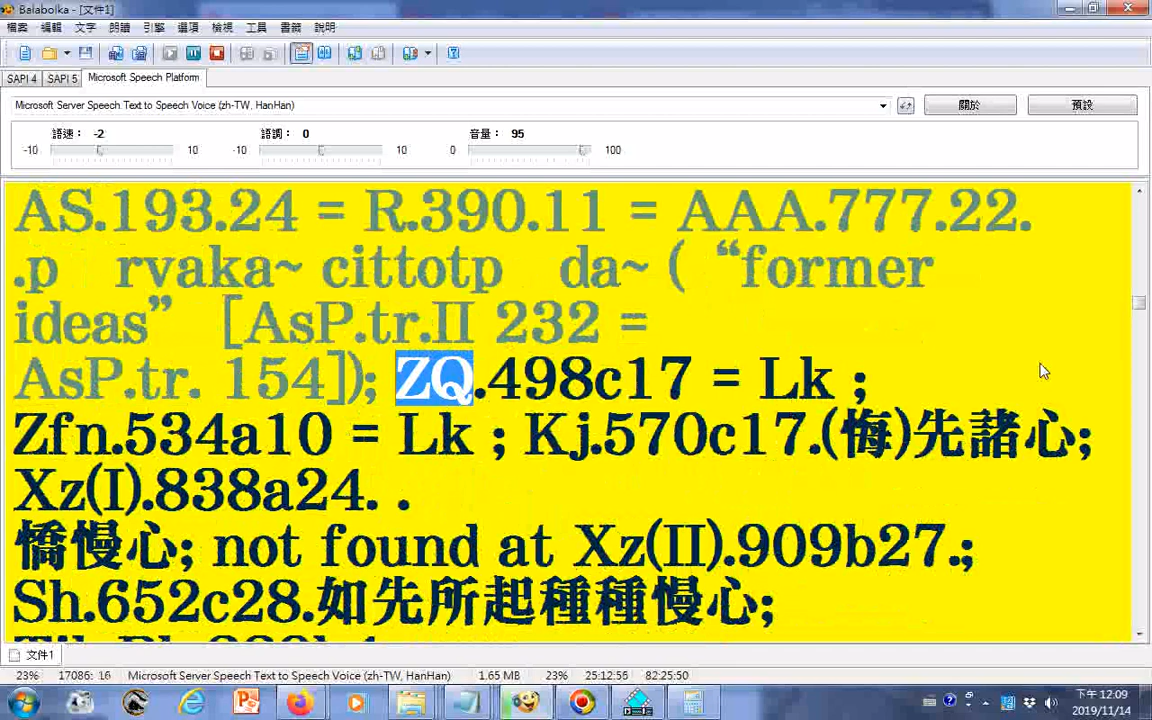 Balabolka - [文件1]
檔案 編輯 文字 朗讀 引擎 選項 檢視 工具 書籤 說明
SAPI 4 SAPI 5 Microsoft Speech Platform
Microsoft Server Speech Text to Speech Voice (zh-TW, HanHan) 關於 預設
語速： -2 語調： 0 音量： 95
-10 10 -10 10 0 100
AS.193.24 = R.390.11 = AAA.777.22.
.p rvaka~ cittotp da~ ( “former
ideas” [AsP.tr.II 232 =
AsP.tr. 154]); ZQ.498c17 = Lk ;
Zfn.534a10 = Lk ; Kj.570c17.(悔)先諸心;
Xz(I).838a24. .
憍慢心; not found at Xz(II).909b27.;
Sh.652c28.如先所起種種慢心;
文件1
23% 17086: 16 Microsoft Server Speech Text to Speech Voice (zh-TW, HanHan) 1.65 MB 23% 25:12:56 82:25:50
下午 12:09
2019/11/14